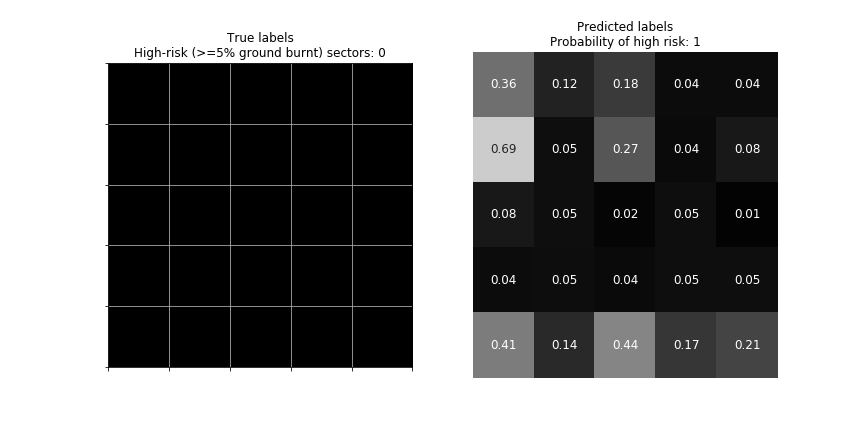 True labels
High-risk (>=5% ground burnt) sectors: 0
Predicted labels
Probability of high risk: 1
0.36 0.12 0.18 0.04 0.04
0.69 0.05 0.27 0.04 0.08
0.08 0.05 0.02 0.05 0.01
0.04 0.05 0.04 0.05 0.05
0.41 0.14 0.44 0.17 0.21